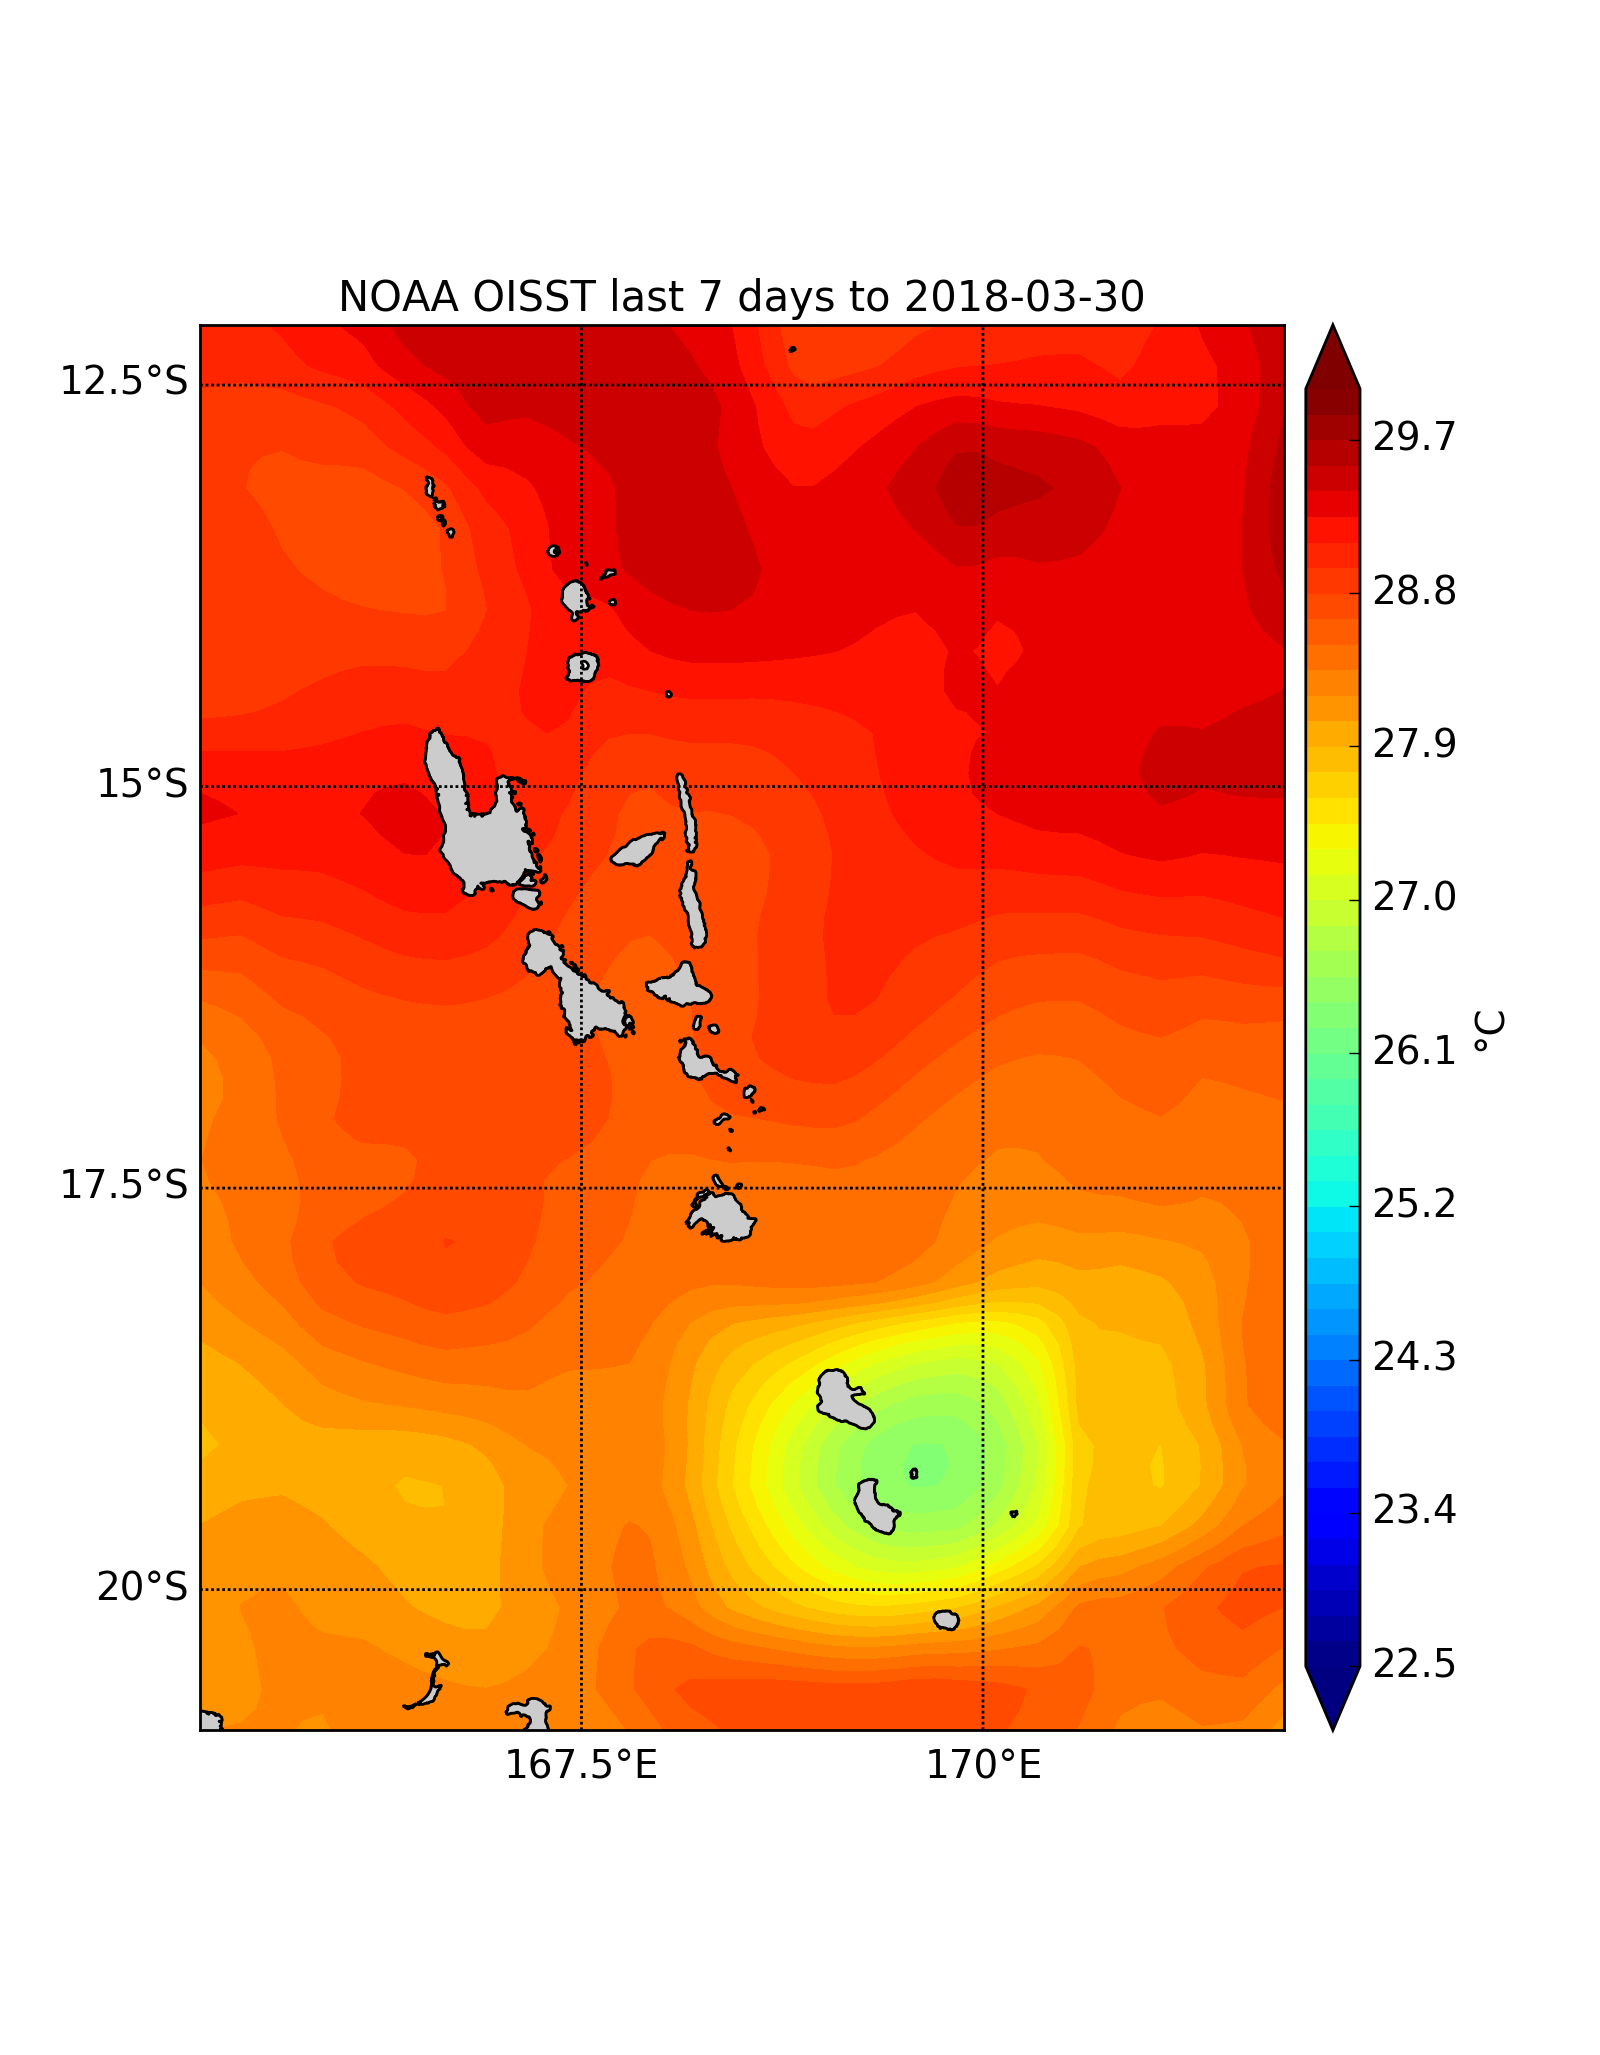 NOAA OISST last 7 days to 2018-03-30
12.5°S
15°S
17.5°S
20°S
167.5°E
170°E
29.7
28.8
27.9
27.0
26.1
25.2
24.3
23.4
22.5
°C